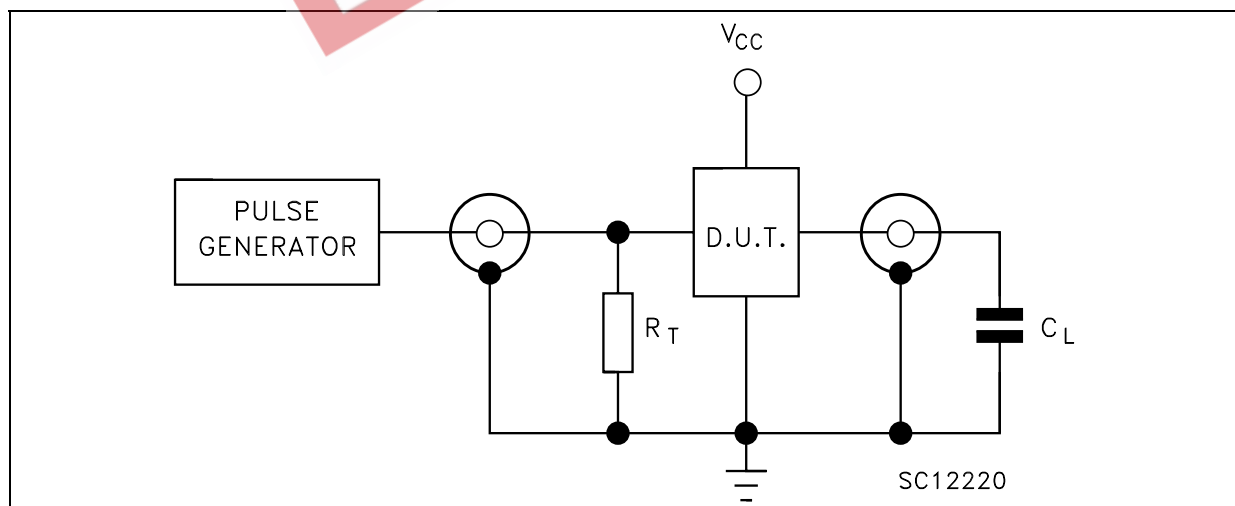 VCC
PULSE
GENERATOR
D.U.T.
RT
CL
SC12220